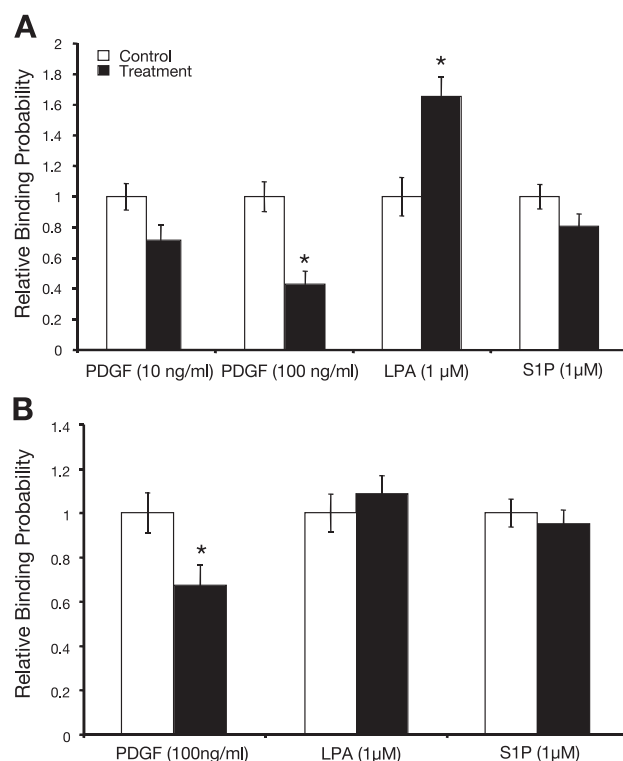 A
Relative Binding Probability
2
1.8
1.6
1.4
1.2
1
0.8
0.6
0.4
0.2
0
Control
Treatment
*
*
PDGF (10 ng/ml) PDGF (100 ng/ml) LPA (1 µM) S1P (1µM)
B
Relative Binding Probability
1.4
1.2
1
0.8
0.6
0.4
0.2
0
*
PDGF (100ng/ml) LPA (1µM) S1P (1µM)